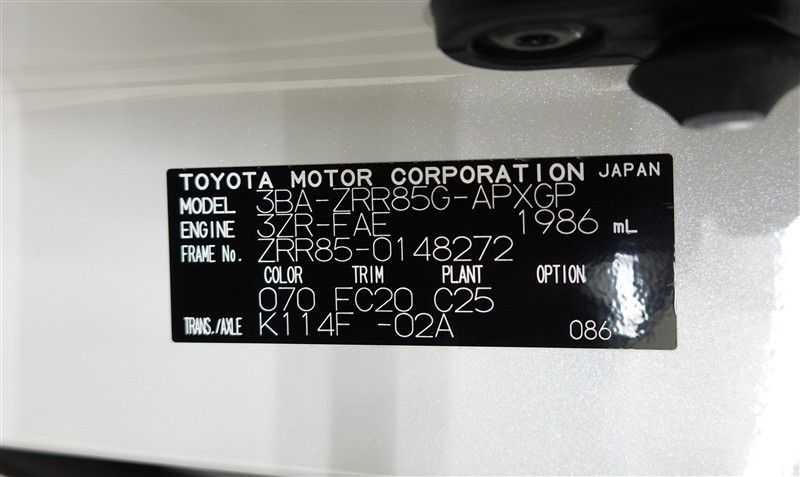 TOYOTA MOTOR CORPORATION JAPAN
MODEL 3BA-ZRR85G-APXGP
ENGINE 3ZR-FAE 1986 mL
FRAME No. ZRR85-0148272
COLOR TRIM PLANT OPTION
070 FC20 C25
TRANS./AXLE K114F -02A 086